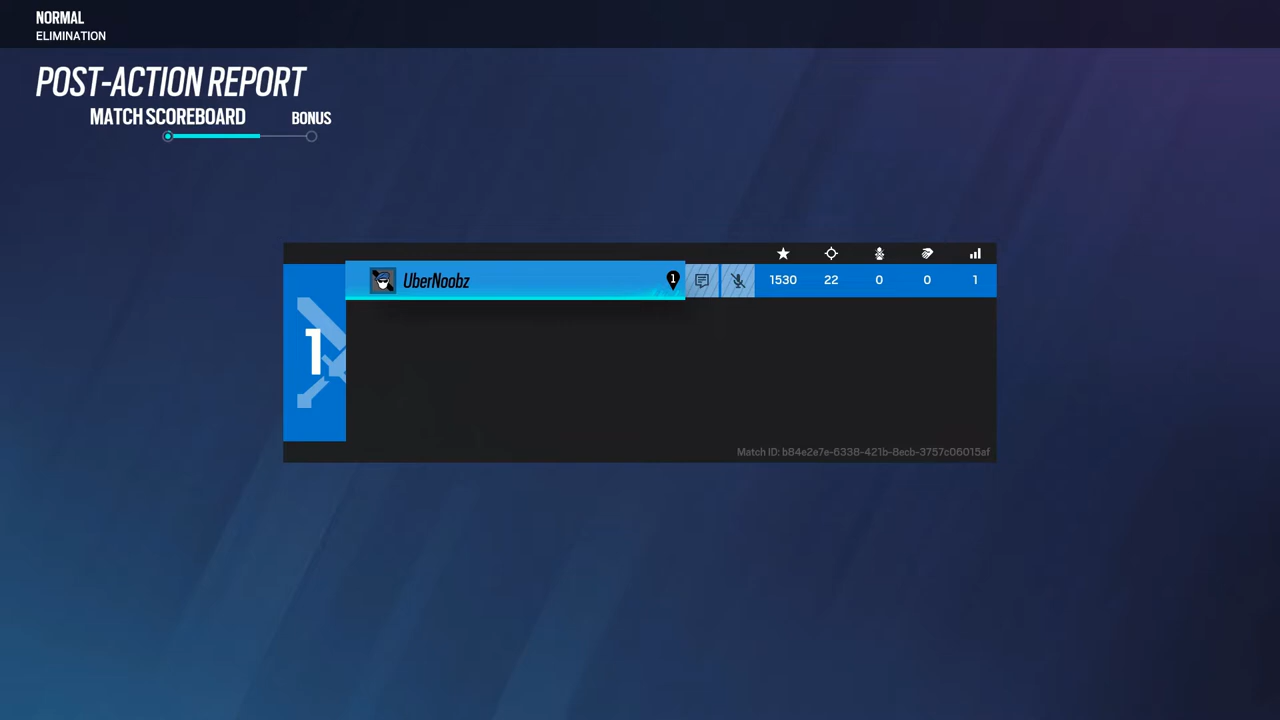 NORMAL
ELIMINATION
POST-ACTION REPORT
MATCH SCOREBOARD BONUS
UberNoobz 1 1530 22 0 0 1
1
Match ID: b84e2e7e-6338-421b-8ecb-3757c06015af